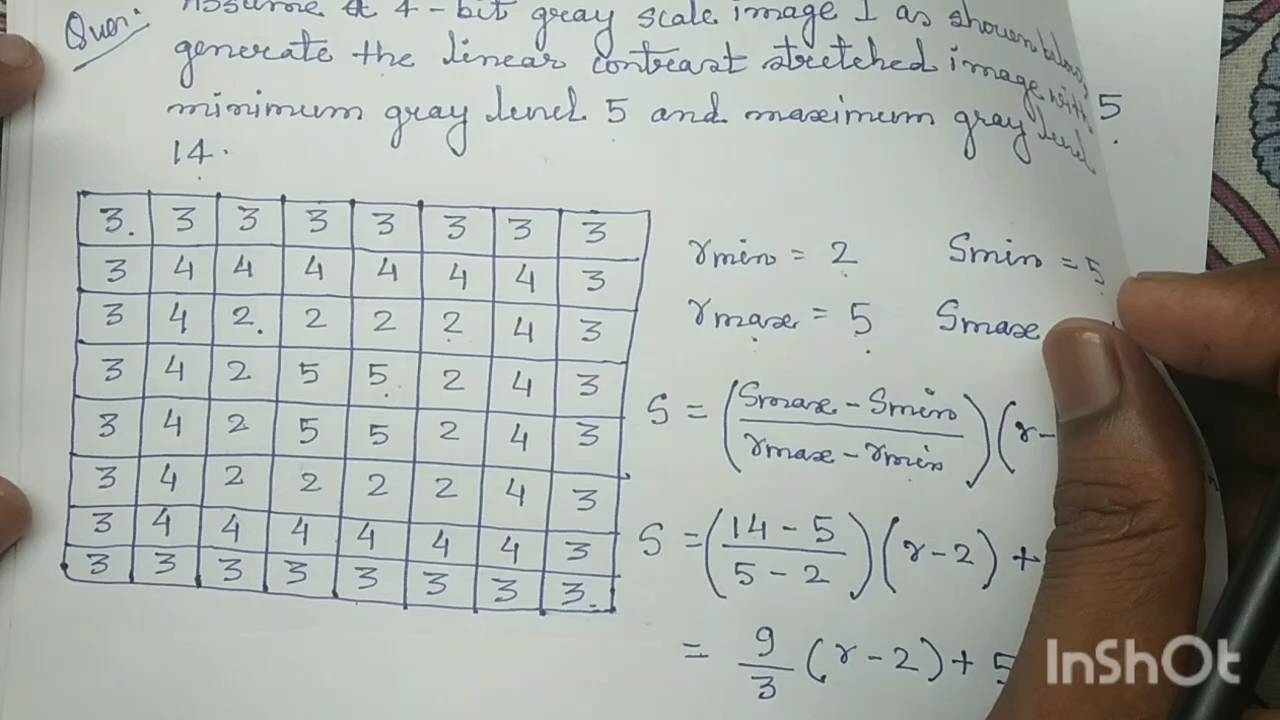 Ques:
Assume a 4-bit gray scale image I as shown below,
generate the linear contrast stretched image with
minimum gray level 5 and maximum gray level 5
14.
3. 3 3 3 3 3 3 3
3 4 4 4 4 4 4 3
3 4 2. 2 2 2 4 3
3 4 2 5 5 2 4 3
3 4 2 5 5 2 4 3
3 4 2 2 2 2 4 3
3 4 4 4 4 4 4 3
3 3 3 3 3 3 3 3
rmin = 2 Smin = 5
rmax = 5 Smax
S = (Smax - Smin / rmax - rmin)(r -
S = (14 - 5 / 5 - 2)(r - 2) +
= 9/3 (r - 2) + 5
InShOt